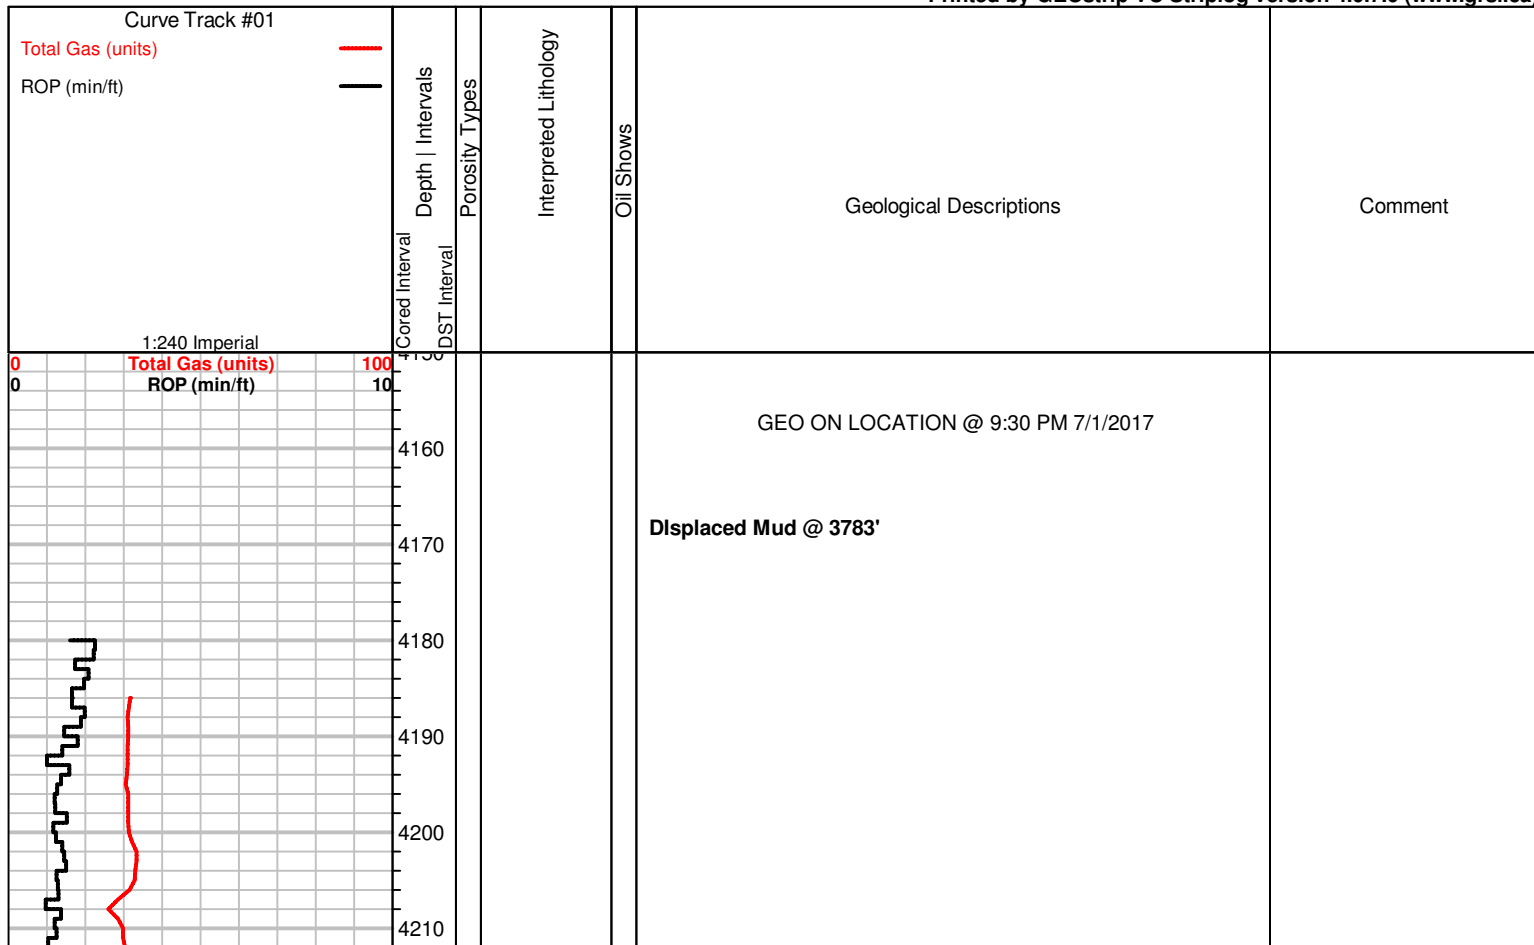 Curve Track #01
Total Gas (units)
ROP (min/ft)
1:240 Imperial
Cored Interval
Depth | Intervals
DST Interval
Porosity Types
Interpreted Lithology
Oil Shows
Geological Descriptions
Comment
0 Total Gas (units) 100
0 ROP (min/ft) 10
4150
GEO ON LOCATION @ 9:30 PM 7/1/2017
4160
DIsplaced Mud @ 3783'
4170
4180
4190
4200
4210